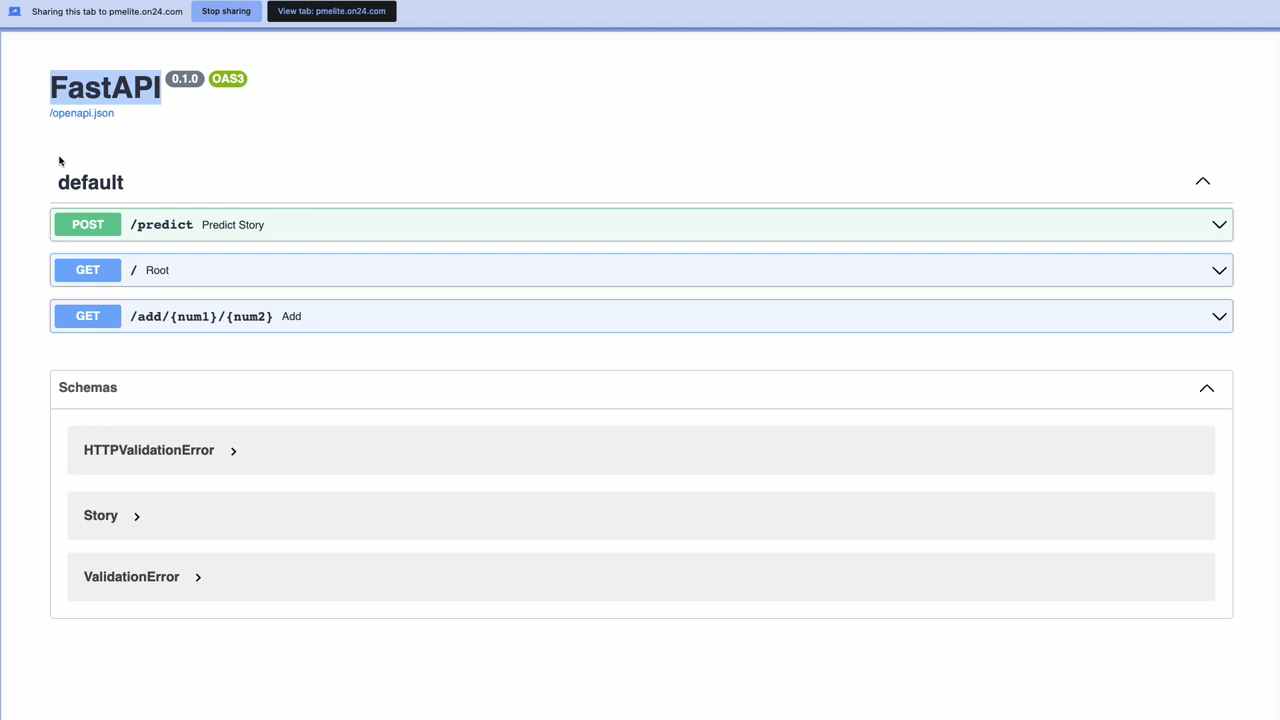 Sharing this tab to pmelite.on24.com Stop sharing View tab: pmelite.on24.com
FastAPI 0.1.0 OAS3
/openapi.json
default
POST /predict Predict Story
GET / Root
GET /add/{num1}/{num2} Add
Schemas
HTTPValidationError
Story
ValidationError